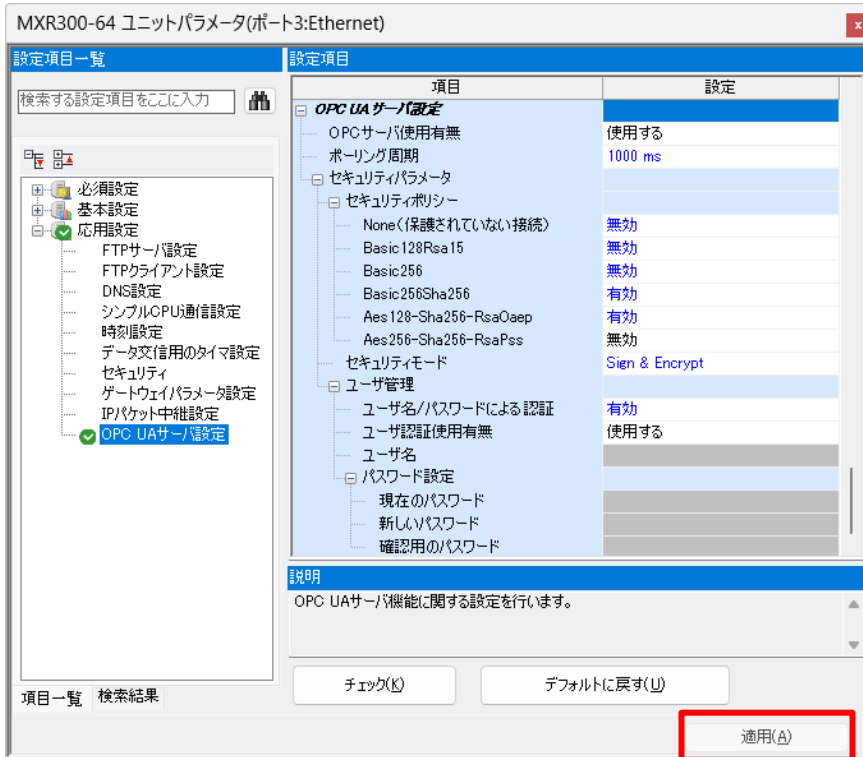 MXR300-64 ユニットパラメータ(ポート3:Ethernet)
x
設定項目一覧
検索する設定項目をここに入力
必須設定
基本設定
応用設定
FTPサーバ設定
FTPクライアント設定
DNS設定
シンプルCPU通信設定
時刻設定
データ交信用のタイマ設定
セキュリティ
ゲートウェイパラメータ設定
IPパケット中継設定
OPC UAサーバ設定
項目一覧 検索結果
設定項目
項目 設定
OPC UAサーバ設定
OPCサーバ使用有無 使用する
ポーリング周期 1000 ms
セキュリティパラメータ
セキュリティポリシー
None(保護されていない接続) 無効
Basic128Rsa15 無効
Basic256 無効
Basic256Sha256 有効
Aes128-Sha256-RsaOaep 有効
Aes256-Sha256-RsaPss 無効
セキュリティモード Sign & Encrypt
ユーザ管理
ユーザ名/パスワードによる認証 有効
ユーザ認証使用有無 使用する
ユーザ名
パスワード設定
現在のパスワード
新しいパスワード
確認用のパスワード
説明
OPC UAサーバ機能に関する設定を行います。
チェック(K) デフォルトに戻す(U)
適用(A)